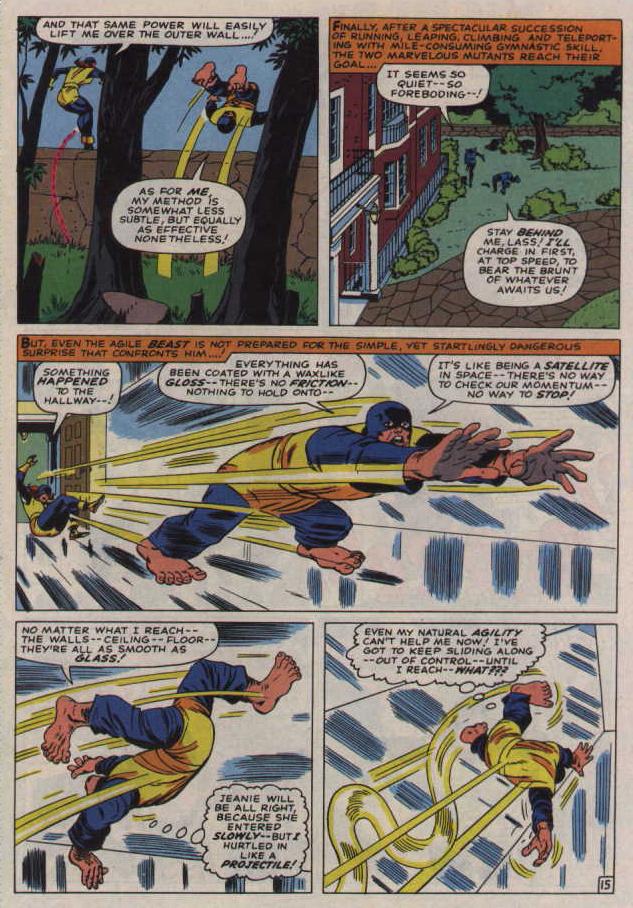 AND THAT SAME POWER WILL EASILY
LIFT ME OVER THE OUTER WALL....!
AS FOR ME,
MY METHOD IS
SOMEWHAT LESS
SUBTLE, BUT EQUALLY
AS EFFECTIVE
NONETHELESS!
FINALLY, AFTER A SPECTACULAR SUCCESSION
OF RUNNING, LEAPING, CLIMBING AND TELEPORT-
ING WITH MILE-CONSUMING GYMNASTIC SKILL,
THE TWO MARVELOUS MUTANTS REACH THEIR
GOAL...
IT SEEMS SO
QUIET--SO
FOREBODING--!
STAY BEHIND
ME, LASS! I'LL
CHARGE IN FIRST,
AT TOP SPEED, TO
BEAR THE BRUNT
OF WHATEVER
AWAITS US!
BUT, EVEN THE AGILE BEAST IS NOT PREPARED FOR THE SIMPLE, YET STARTLINGLY DANGEROUS
SURPRISE THAT CONFRONTS HIM....!
SOMETHING
HAPPENED
TO THE
HALLWAY--!
EVERYTHING HAS
BEEN COATED WITH A WAXLIKE
GLOSS--THERE'S NO FRICTION--
NOTHING TO HOLD ONTO--
IT'S LIKE BEING A SATELLITE
IN SPACE--THERE'S NO WAY
TO CHECK OUR MOMENTUM--
NO WAY TO STOP!
NO MATTER WHAT I REACH--
THE WALLS--CEILING--FLOOR--
THEY'RE ALL AS SMOOTH AS
GLASS!
JEANIE WILL
BE ALL RIGHT,
BECAUSE SHE
ENTERED
SLOWLY--BUT I
HURTLED IN
LIKE A
PROJECTILE!
EVEN MY NATURAL AGILITY
CAN'T HELP ME NOW! I'VE
GOT TO KEEP SLIDING ALONG
--OUT OF CONTROL--UNTIL
I REACH--WHAT???
15